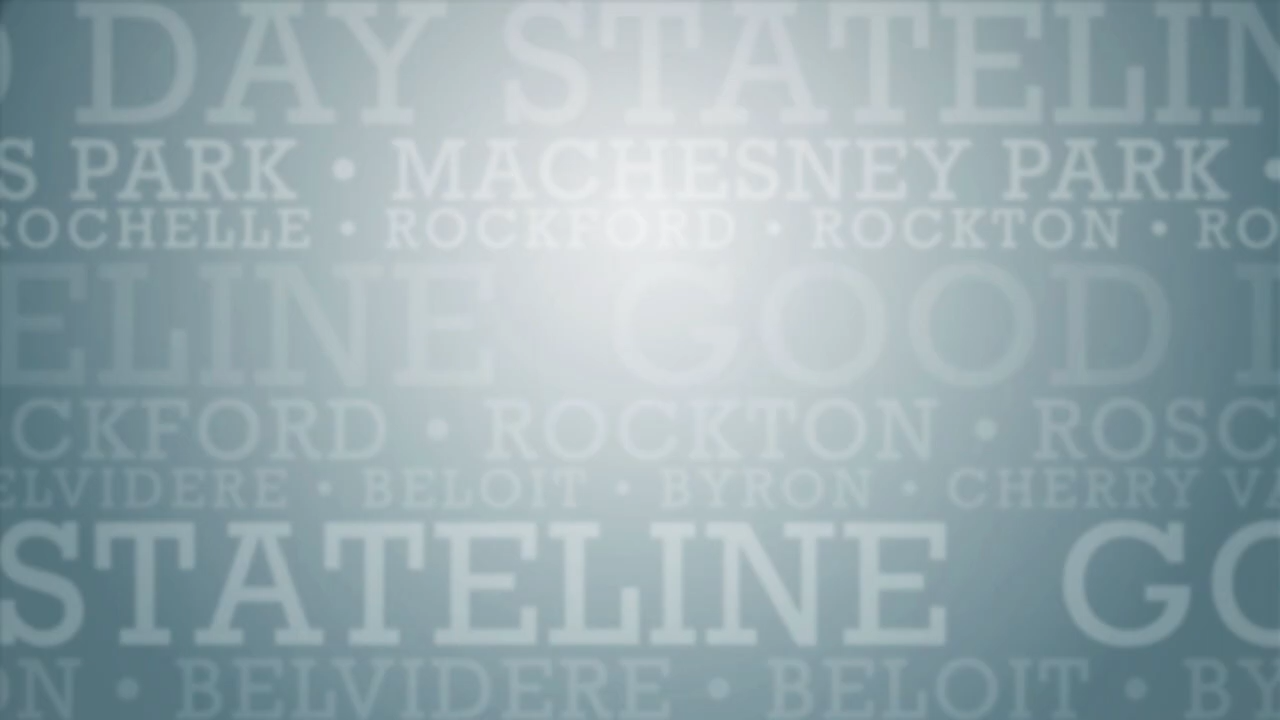 DAY STATELIN
S PARK • MACHESNEY PARK •
ROCHELLE • ROCKFORD • ROCKTON • RO
ELINE GOOD D
CKFORD • ROCKTON • ROSC
ELVIDERE • BELOIT • BYRON • CHERRY VA
STATELINE GO
ON • BELVIDERE • BELOIT • BY